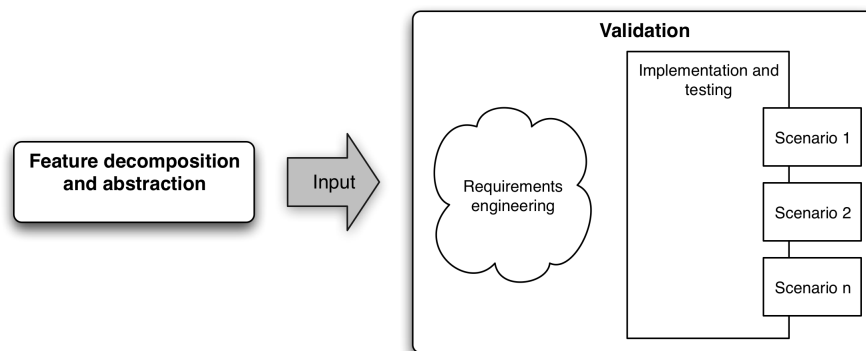 Feature decomposition
and abstraction
Input
Validation
Requirements
engineering
Implementation and
testing
Scenario 1
Scenario 2
Scenario n